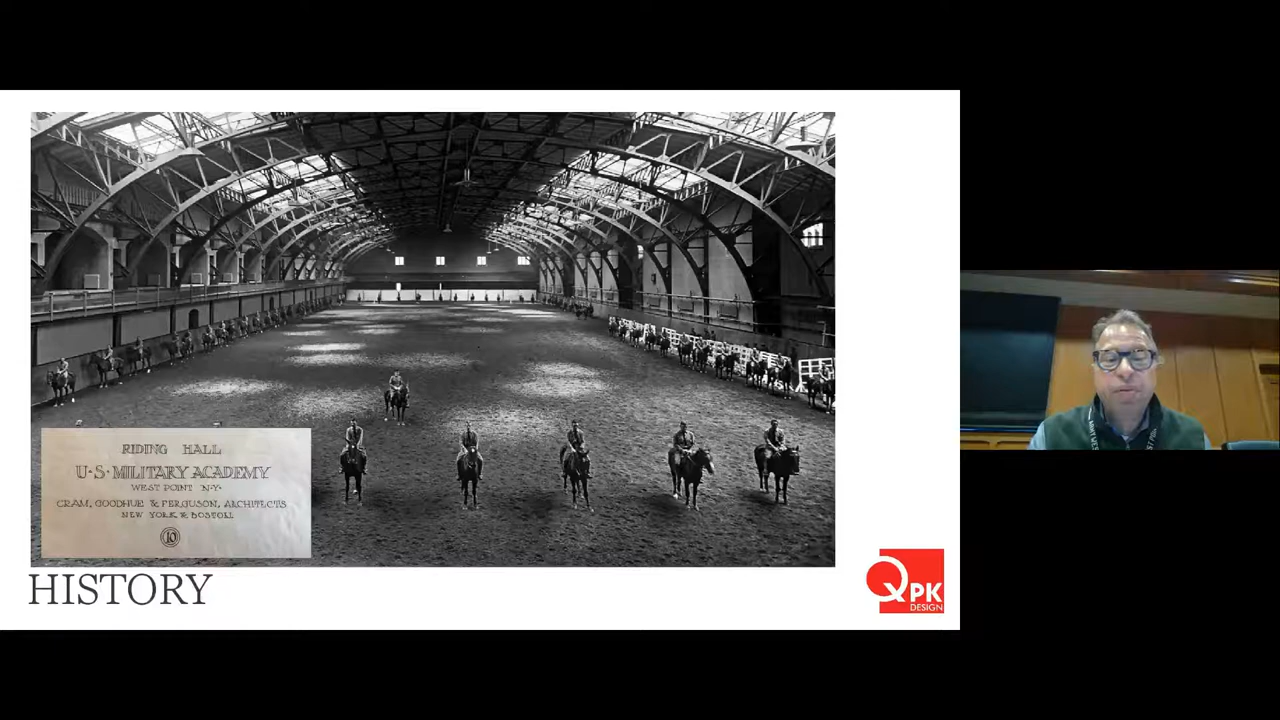 RIDING HALL
U·S·MILITARY ACADEMY
WEST POINT N·Y·
CRAM, GOODHUE & FERGUSON, ARCHITECTS
NEW YORK & BOSTON
10
HISTORY
QPK
DESIGN